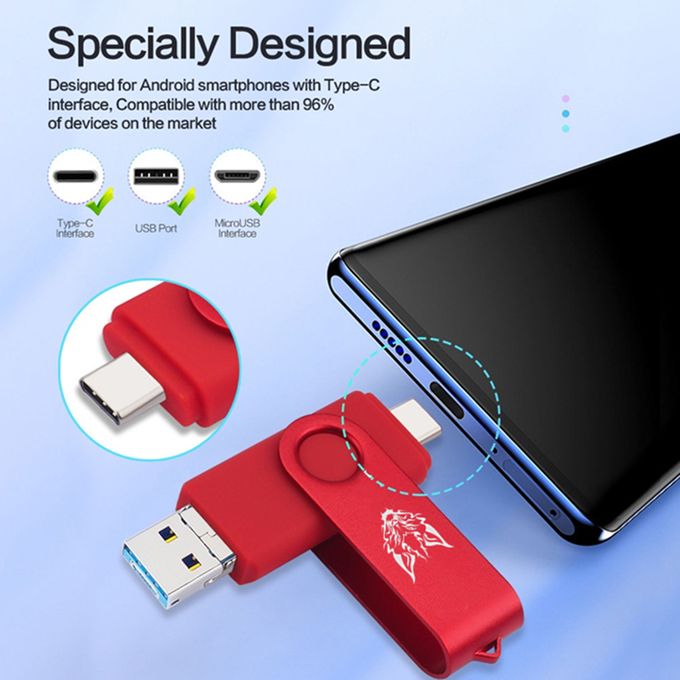 Specially Designed
Designed for Android smartphones with Type-C
interface, Compatible with more than 96%
of devices on the market
Type-C
Interface
USB Port
MicroUSB
Interface